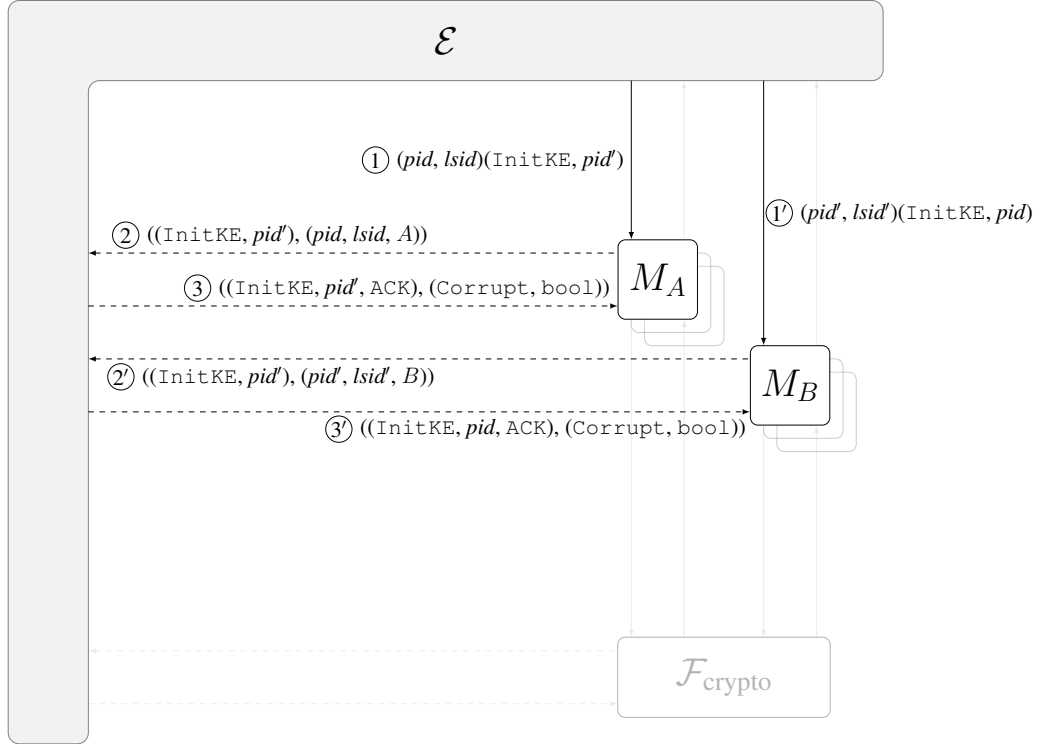 ℰ
① (pid, lsid)(InitKE, pid′)
①′ (pid′, lsid′)(InitKE, pid)
② ((InitKE, pid′), (pid, lsid, A))
③ ((InitKE, pid′, ACK), (Corrupt, bool))
M_A
②′ ((InitKE, pid′), (pid′, lsid′, B))
M_B
③′ ((InitKE, pid, ACK), (Corrupt, bool))
ℱ_crypto